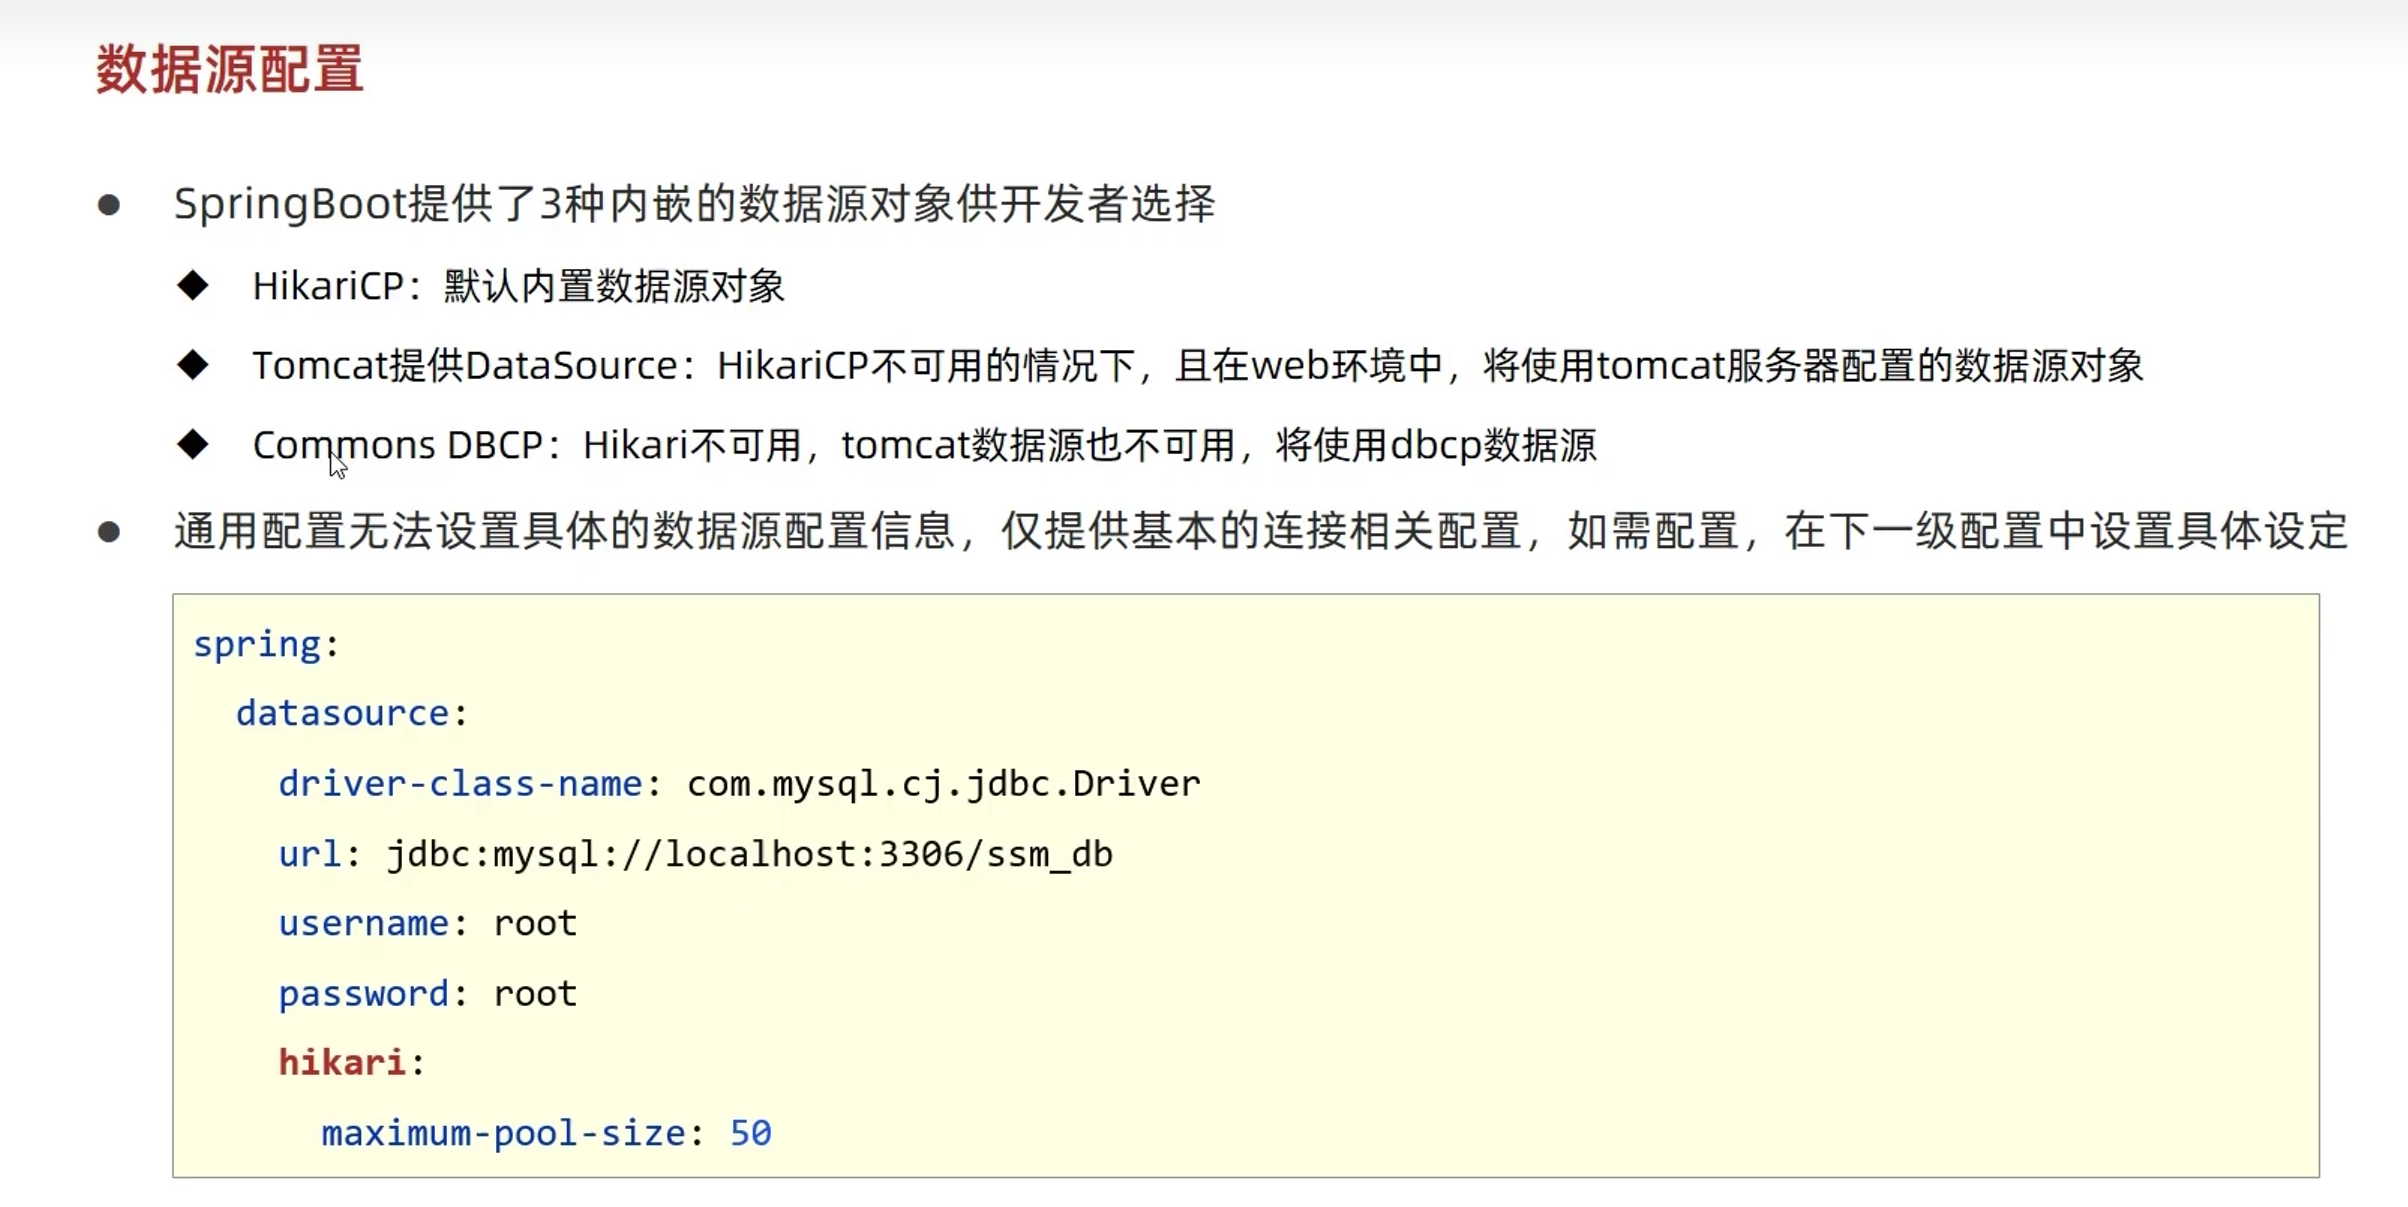 数据源配置
● SpringBoot提供了3种内嵌的数据源对象供开发者选择
◆ HikariCP：默认内置数据源对象
◆ Tomcat提供DataSource：HikariCP不可用的情况下，且在web环境中，将使用tomcat服务器配置的数据源对象
◆ Commons DBCP：Hikari不可用，tomcat数据源也不可用，将使用dbcp数据源
● 通用配置无法设置具体的数据源配置信息，仅提供基本的连接相关配置，如需配置，在下一级配置中设置具体设定
spring:
  datasource:
    driver-class-name: com.mysql.cj.jdbc.Driver
    url: jdbc:mysql://localhost:3306/ssm_db
    username: root
    password: root
    hikari:
      maximum-pool-size: 50